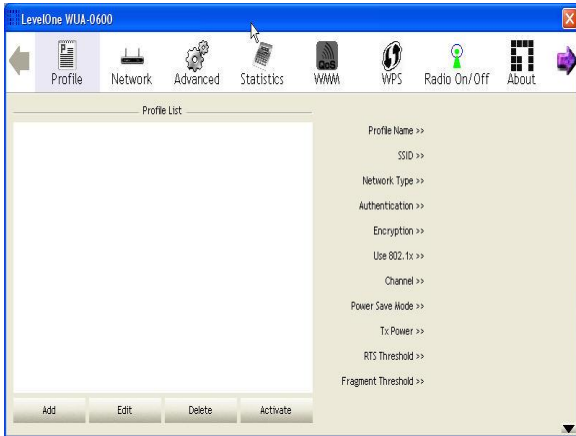 LevelOne WUA-0600
Profile
Network
Advanced
Statistics
QoS
WMM
WPS
Radio On/Off
About
Profile List
Profile Name >>
SSID >>
Network Type >>
Authentication >>
Encryption >>
Use 802.1x >>
Channel >>
Power Save Mode >>
Tx Power >>
RTS Threshold >>
Fragment Threshold >>
Add
Edit
Delete
Activate